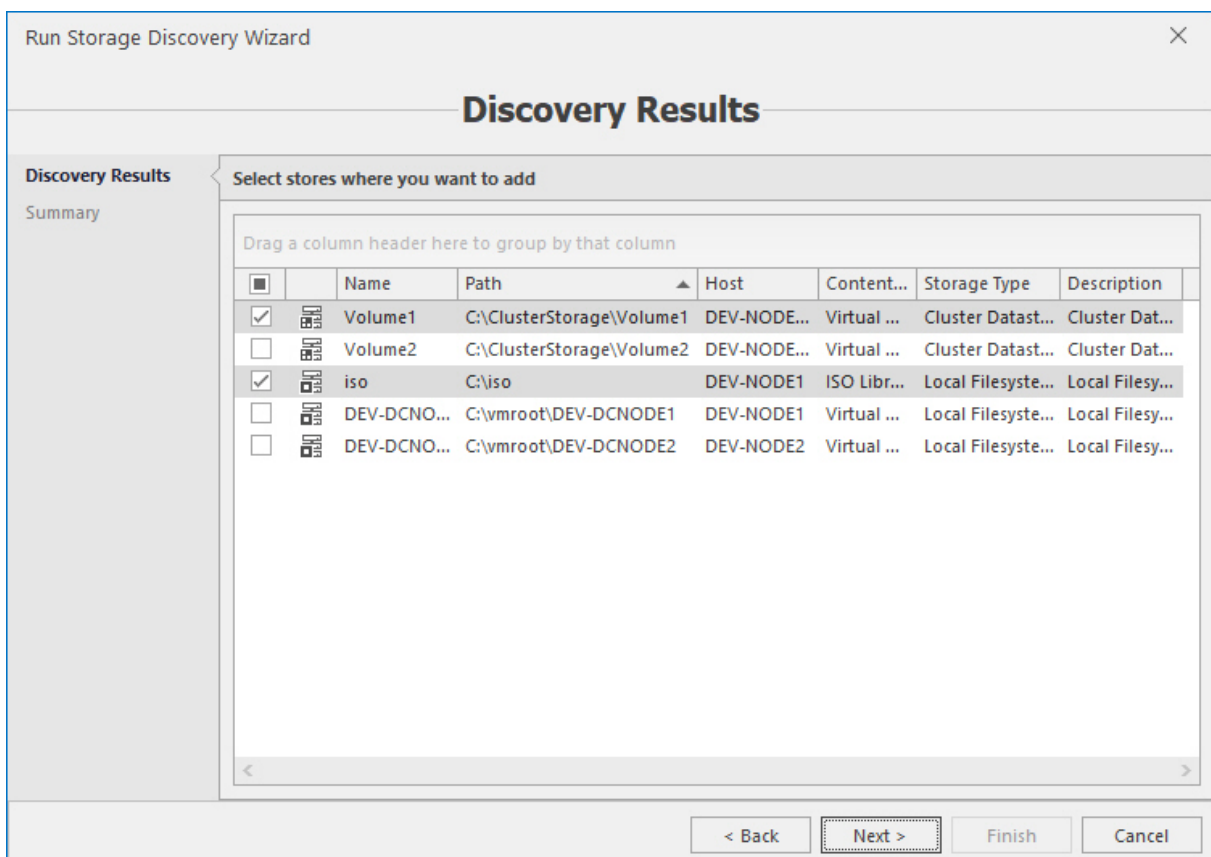 Run Storage Discovery Wizard
Discovery Results
Discovery Results
Summary
Select stores where you want to add
Drag a column header here to group by that column
Name Path Host Content... Storage Type Description
Volume1 C:\ClusterStorage\Volume1 DEV-NODE... Virtual ... Cluster Datast... Cluster Dat...
Volume2 C:\ClusterStorage\Volume2 DEV-NODE... Virtual ... Cluster Datast... Cluster Dat...
iso C:\iso DEV-NODE1 ISO Libr... Local Filesyste... Local Filesy...
DEV-DCNO... C:\vmroot\DEV-DCNODE1 DEV-NODE1 Virtual ... Local Filesyste... Local Filesy...
DEV-DCNO... C:\vmroot\DEV-DCNODE2 DEV-NODE2 Virtual ... Local Filesyste... Local Filesy...
< Back Next > Finish Cancel